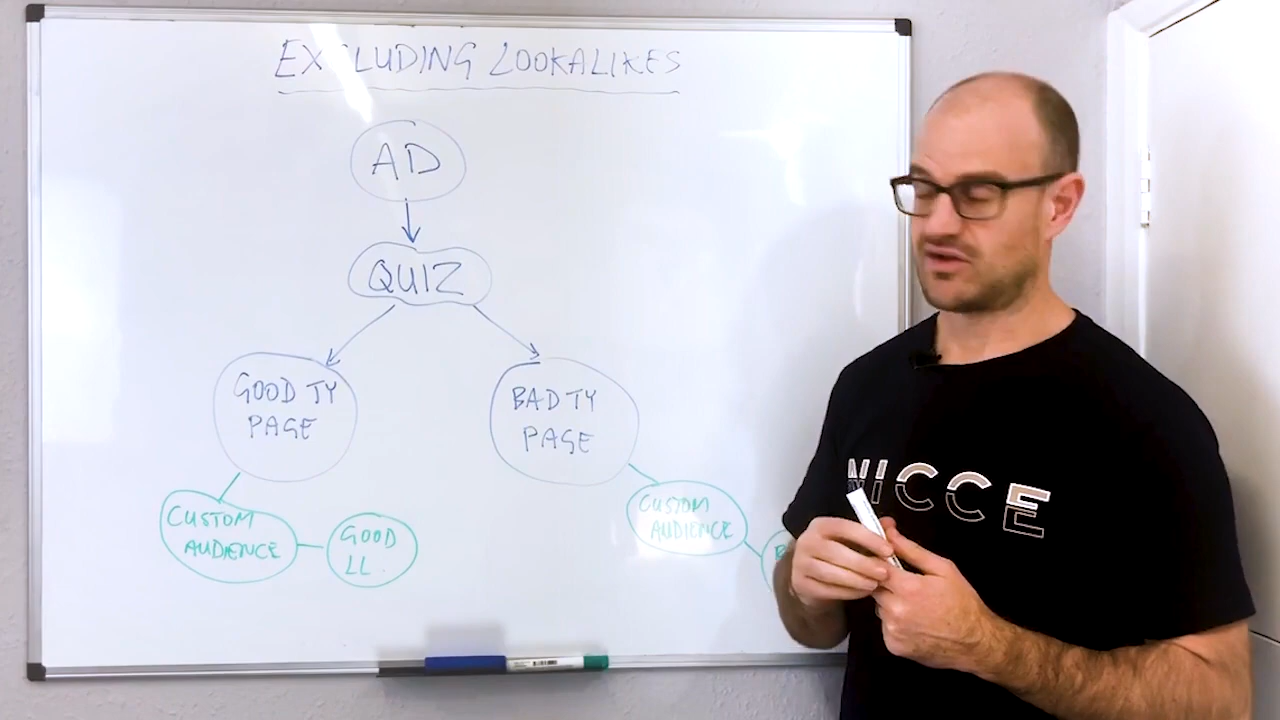 EXCLUDING LOOKALIKES
AD
QUIZ
GOOD TY
PAGE
BAD TY
PAGE
CUSTOM
AUDIENCE
GOOD
LL
CUSTOM
AUDIENCE
NICCE